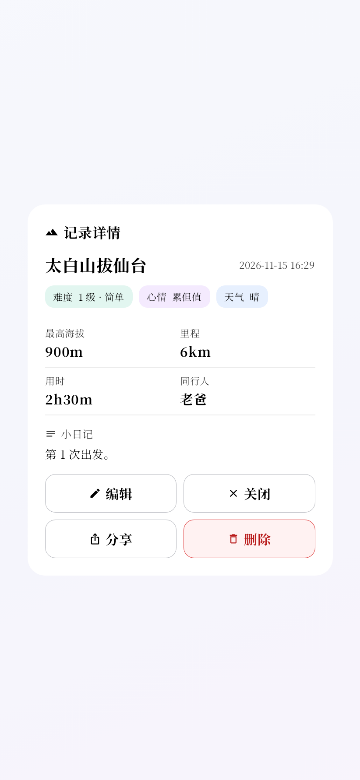 记录详情
太白山拔仙台 2026-11-15 16:29
难度 1 级 · 简单 心情 累但值 天气 晴
最高海拔 里程
900m 6km
用时 同行人
2h30m 老爸
小日记
第 1 次出发。
编辑 关闭
分享 删除